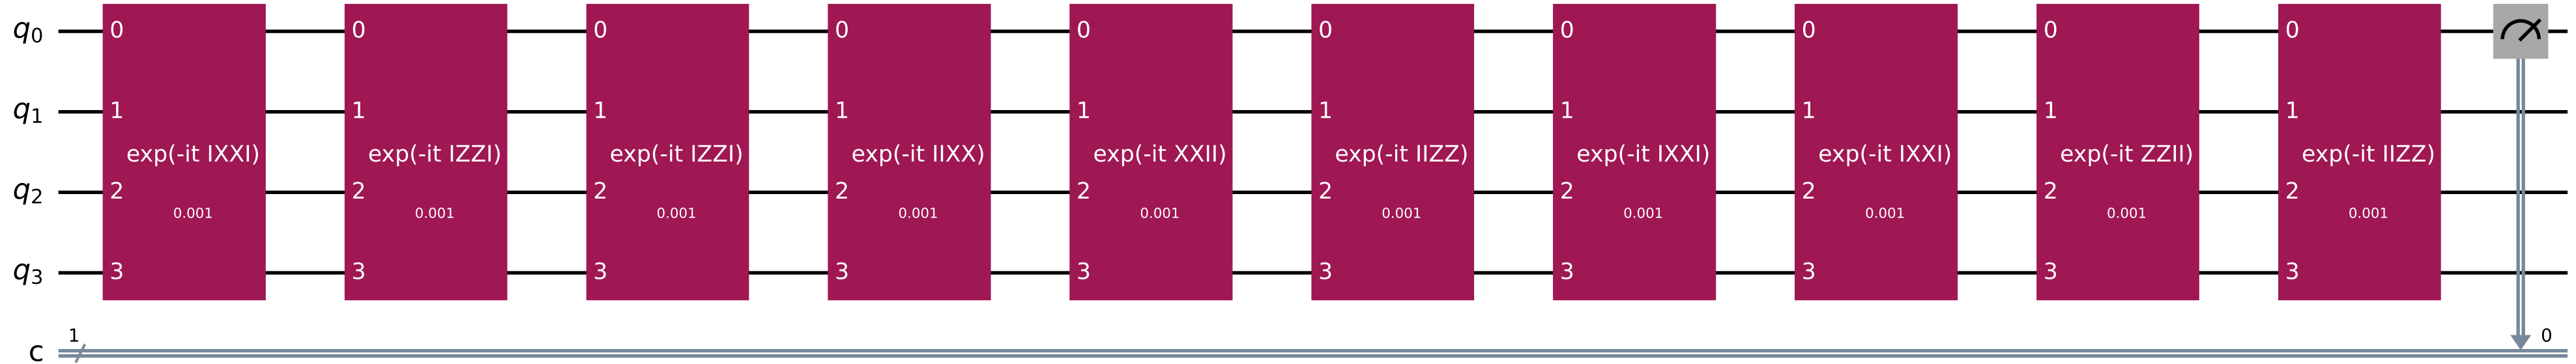 q0 0 0 0 0 0 0 0 0 0 0
q1 1 1 1 1 1 1 1 1 1 1
exp(-it IXXI) exp(-it IZZI) exp(-it IZZI) exp(-it IIXX) exp(-it XXII) exp(-it IIZZ) exp(-it IXXI) exp(-it IXXI) exp(-it ZZII) exp(-it IIZZ)
q2 2 2 2 2 2 2 2 2 2 2
0.001 0.001 0.001 0.001 0.001 0.001 0.001 0.001 0.001 0.001
q3 3 3 3 3 3 3 3 3 3 3
1 0
c